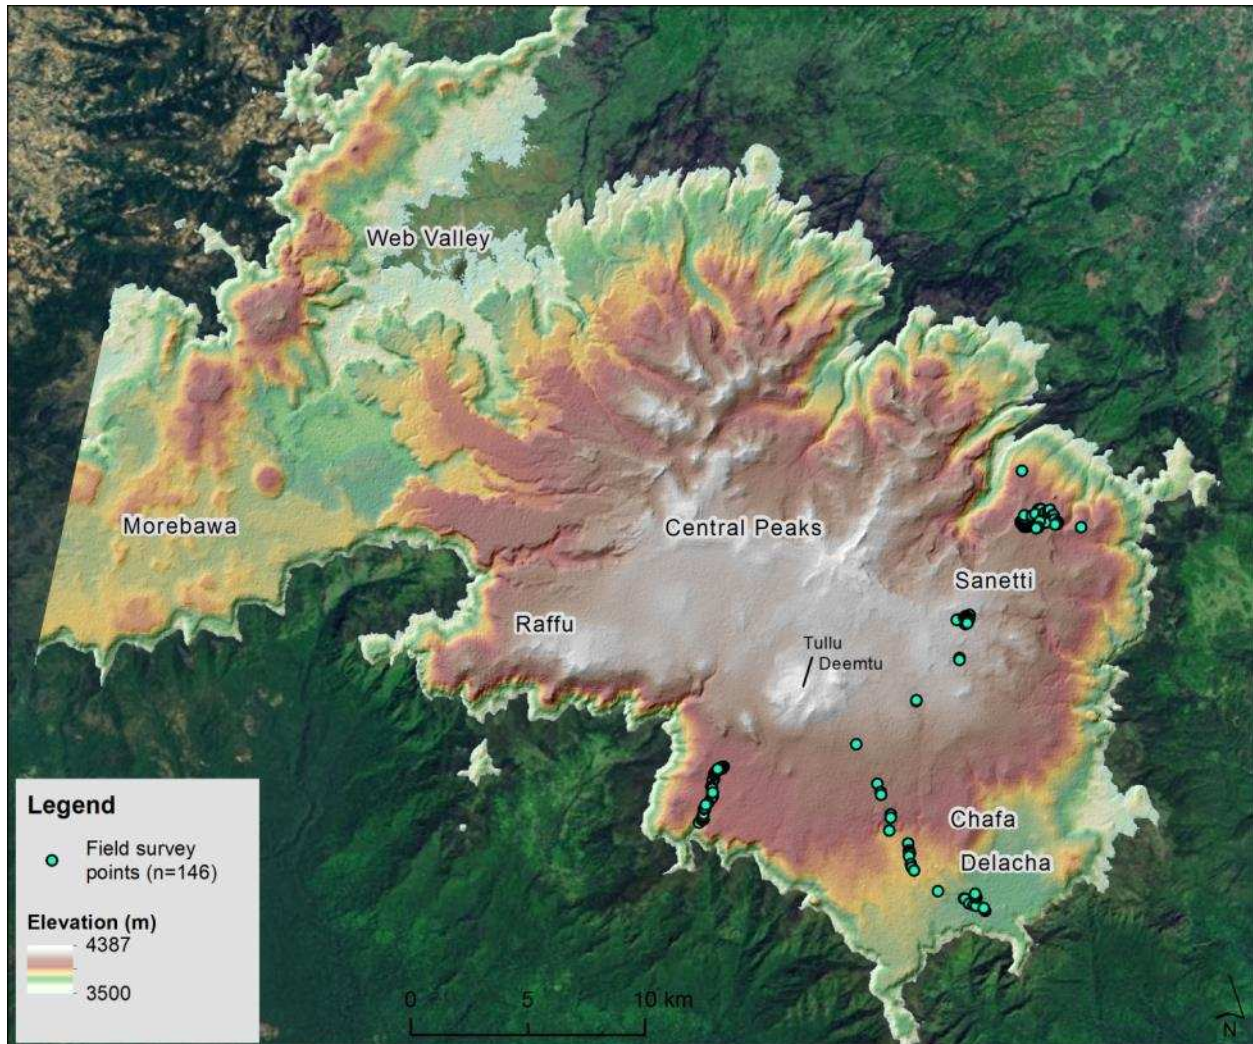 Web Valley
Morebawa
Central Peaks
Sanetti
Raffu
Tullu
Deemtu
Chafa
Delacha
Legend
Field survey
points (n=146)
Elevation (m)
4387
3500
0 5 10 km
N